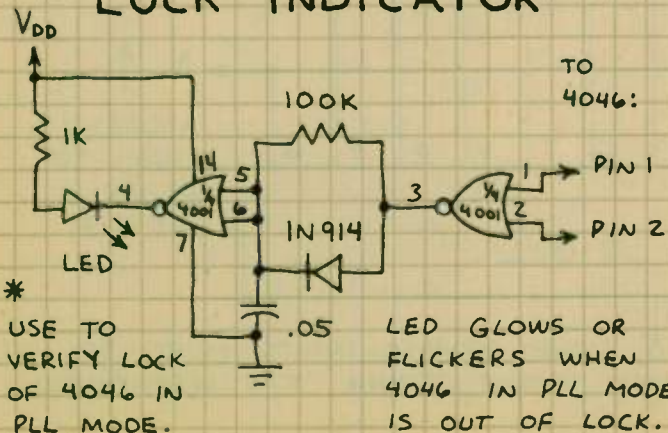 LOCK INDICATOR
VDD
1K
LED
4
14
1/4
4001
7
5
6
100K
1N914
.05
3
1/4
4001
1
2
TO
4046:
PIN 1
PIN 2
*
USE TO
VERIFY LOCK
OF 4046 IN
PLL MODE.
LED GLOWS OR
FLICKERS WHEN
4046 IN PLL MODE
IS OUT OF LOCK.